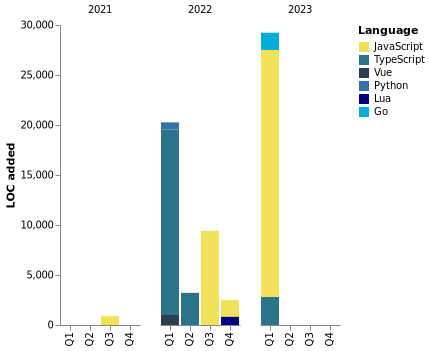 2021 2022 2023
Language
JavaScript
TypeScript
Vue
Python
Lua
Go
LOC added
30,000
25,000
20,000
15,000
10,000
5,000
0
Q1 Q2 Q3 Q4 Q1 Q2 Q3 Q4 Q1 Q2 Q3 Q4